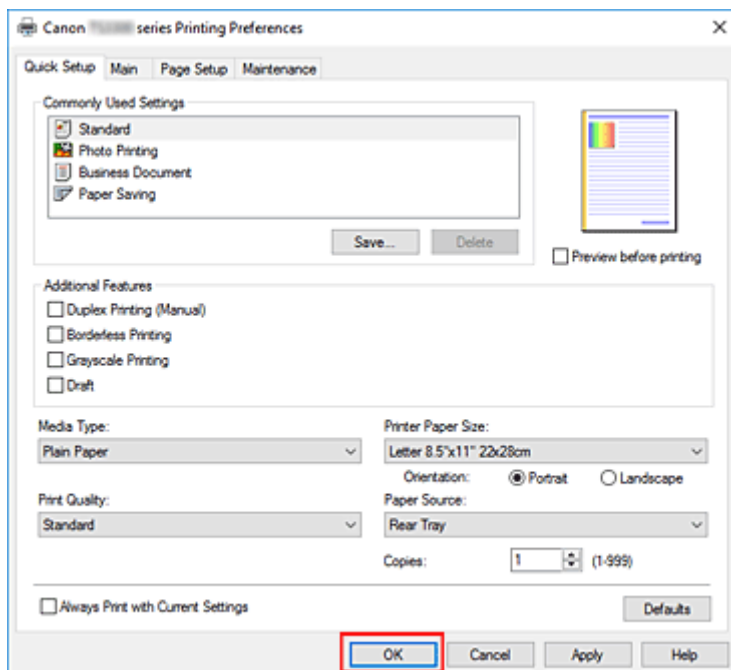 Canon series Printing Preferences
Quick Setup Main Page Setup Maintenance
Commonly Used Settings
Standard
Photo Printing
Business Document
Paper Saving
Save... Delete
Preview before printing
Additional Features
Duplex Printing (Manual)
Borderless Printing
Grayscale Printing
Draft
Media Type: Printer Paper Size:
Plain Paper Letter 8.5"x11" 22x28cm
Orientation: Portrait Landscape
Print Quality: Paper Source:
Standard Rear Tray
Copies: 1 (1-999)
Always Print with Current Settings Defaults
OK Cancel Apply Help